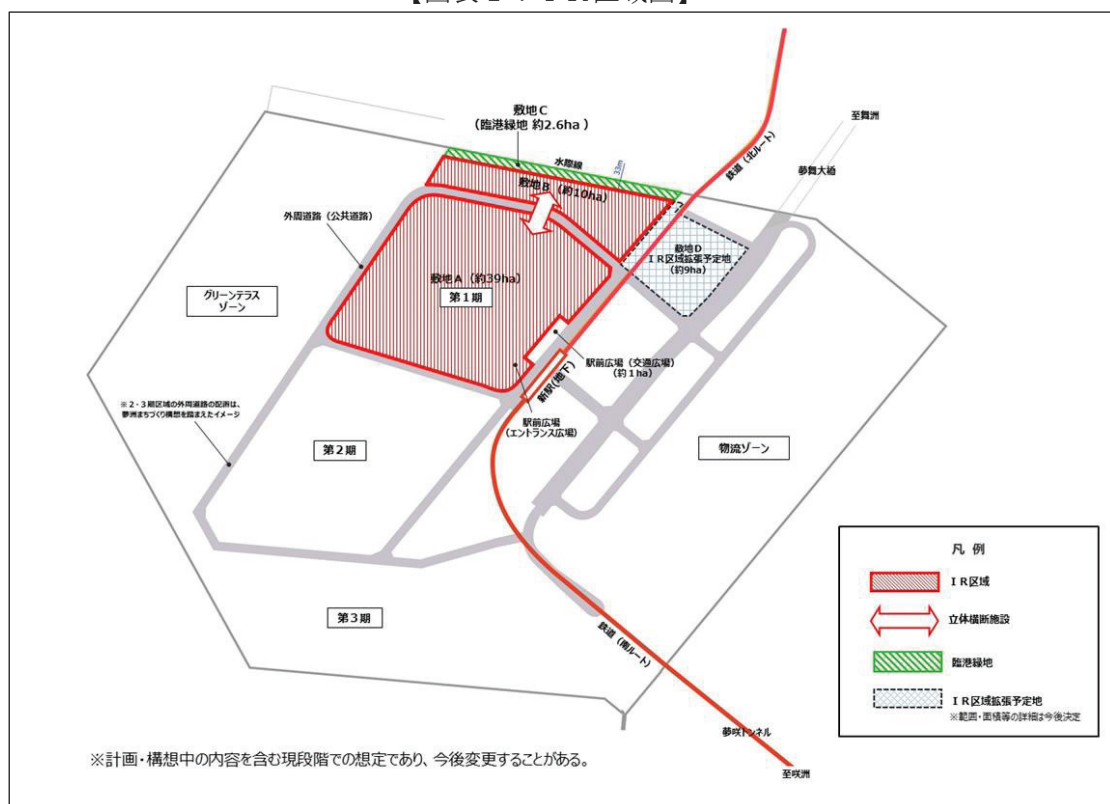 敷地C
（臨港緑地 約2.6ha ）
水際線
33m
敷地B（約10ha）
外周道路（公共道路）
敷地A（約39ha）
第1期
グリーンテラス
ゾーン
鉄道（北ルート）
至舞洲
夢舞大橋
敷地D
ＩＲ区域拡張予定地
（約9ha）
駅前広場（交通広場）
（約１ha）
新駅（地下）
駅前広場
（エントランス広場）
※２・３期区域の外周道路の配置は、
夢洲まちづくり構想を踏まえたイメージ
第2期
物流ゾーン
第3期
鉄道（南ルート）
夢咲トンネル
至咲洲
凡 例
ＩＲ区域
立体横断施設
臨港緑地
ＩＲ区域拡張予定地
※範囲・面積等の詳細は今後決定
※計画・構想中の内容を含む現段階での想定であり、今後変更することがある。